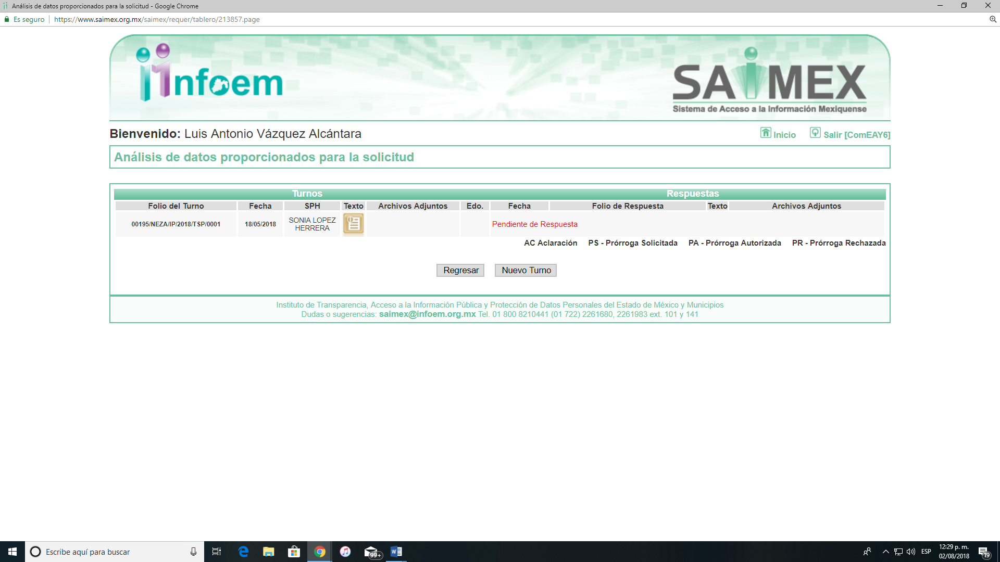 Análisis de datos proporcionados para la solicitud - Google Chrome
Es seguro | https://www.saimex.org.mx/saimex/requer/tablero/213857.page
infoem
SAiMEX
Sistema de Acceso a la Información Mexiquense
Bienvenido: Luis Antonio Vázquez Alcántara
Inicio Salir [ComEAY6]
Análisis de datos proporcionados para la solicitud
Turnos Respuestas
Folio del Turno Fecha SPH Texto Archivos Adjuntos Edo. Fecha Folio de Respuesta Texto Archivos Adjuntos
00195/NEZA/IP/2018/TSP/0001 18/05/2018 SONIA LOPEZ HERRERA Pendiente de Respuesta
AC Aclaración PS - Prórroga Solicitada PA - Prórroga Autorizada PR - Prórroga Rechazada
Regresar Nuevo Turno
Instituto de Transparencia, Acceso a la Información Pública y Protección de Datos Personales del Estado de México y Municipios
Dudas o sugerencias: saimex@infoem.org.mx Tel. 01 800 8210441 (01 722) 2261680, 2261983 ext. 101 y 141
Escribe aquí para buscar
99+
ESP
12:29 p. m.
02/08/2018
19